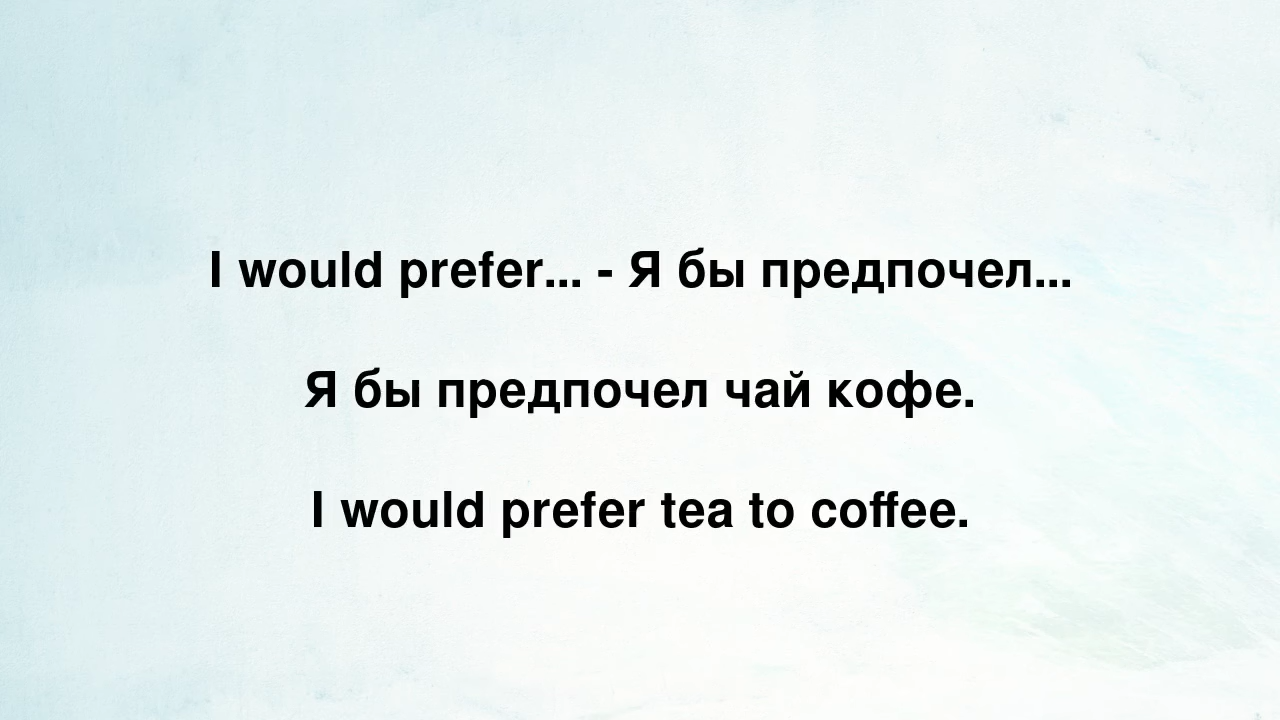 I would prefer... - Я бы предпочел...
Я бы предпочел чай кофе.
I would prefer tea to coffee.